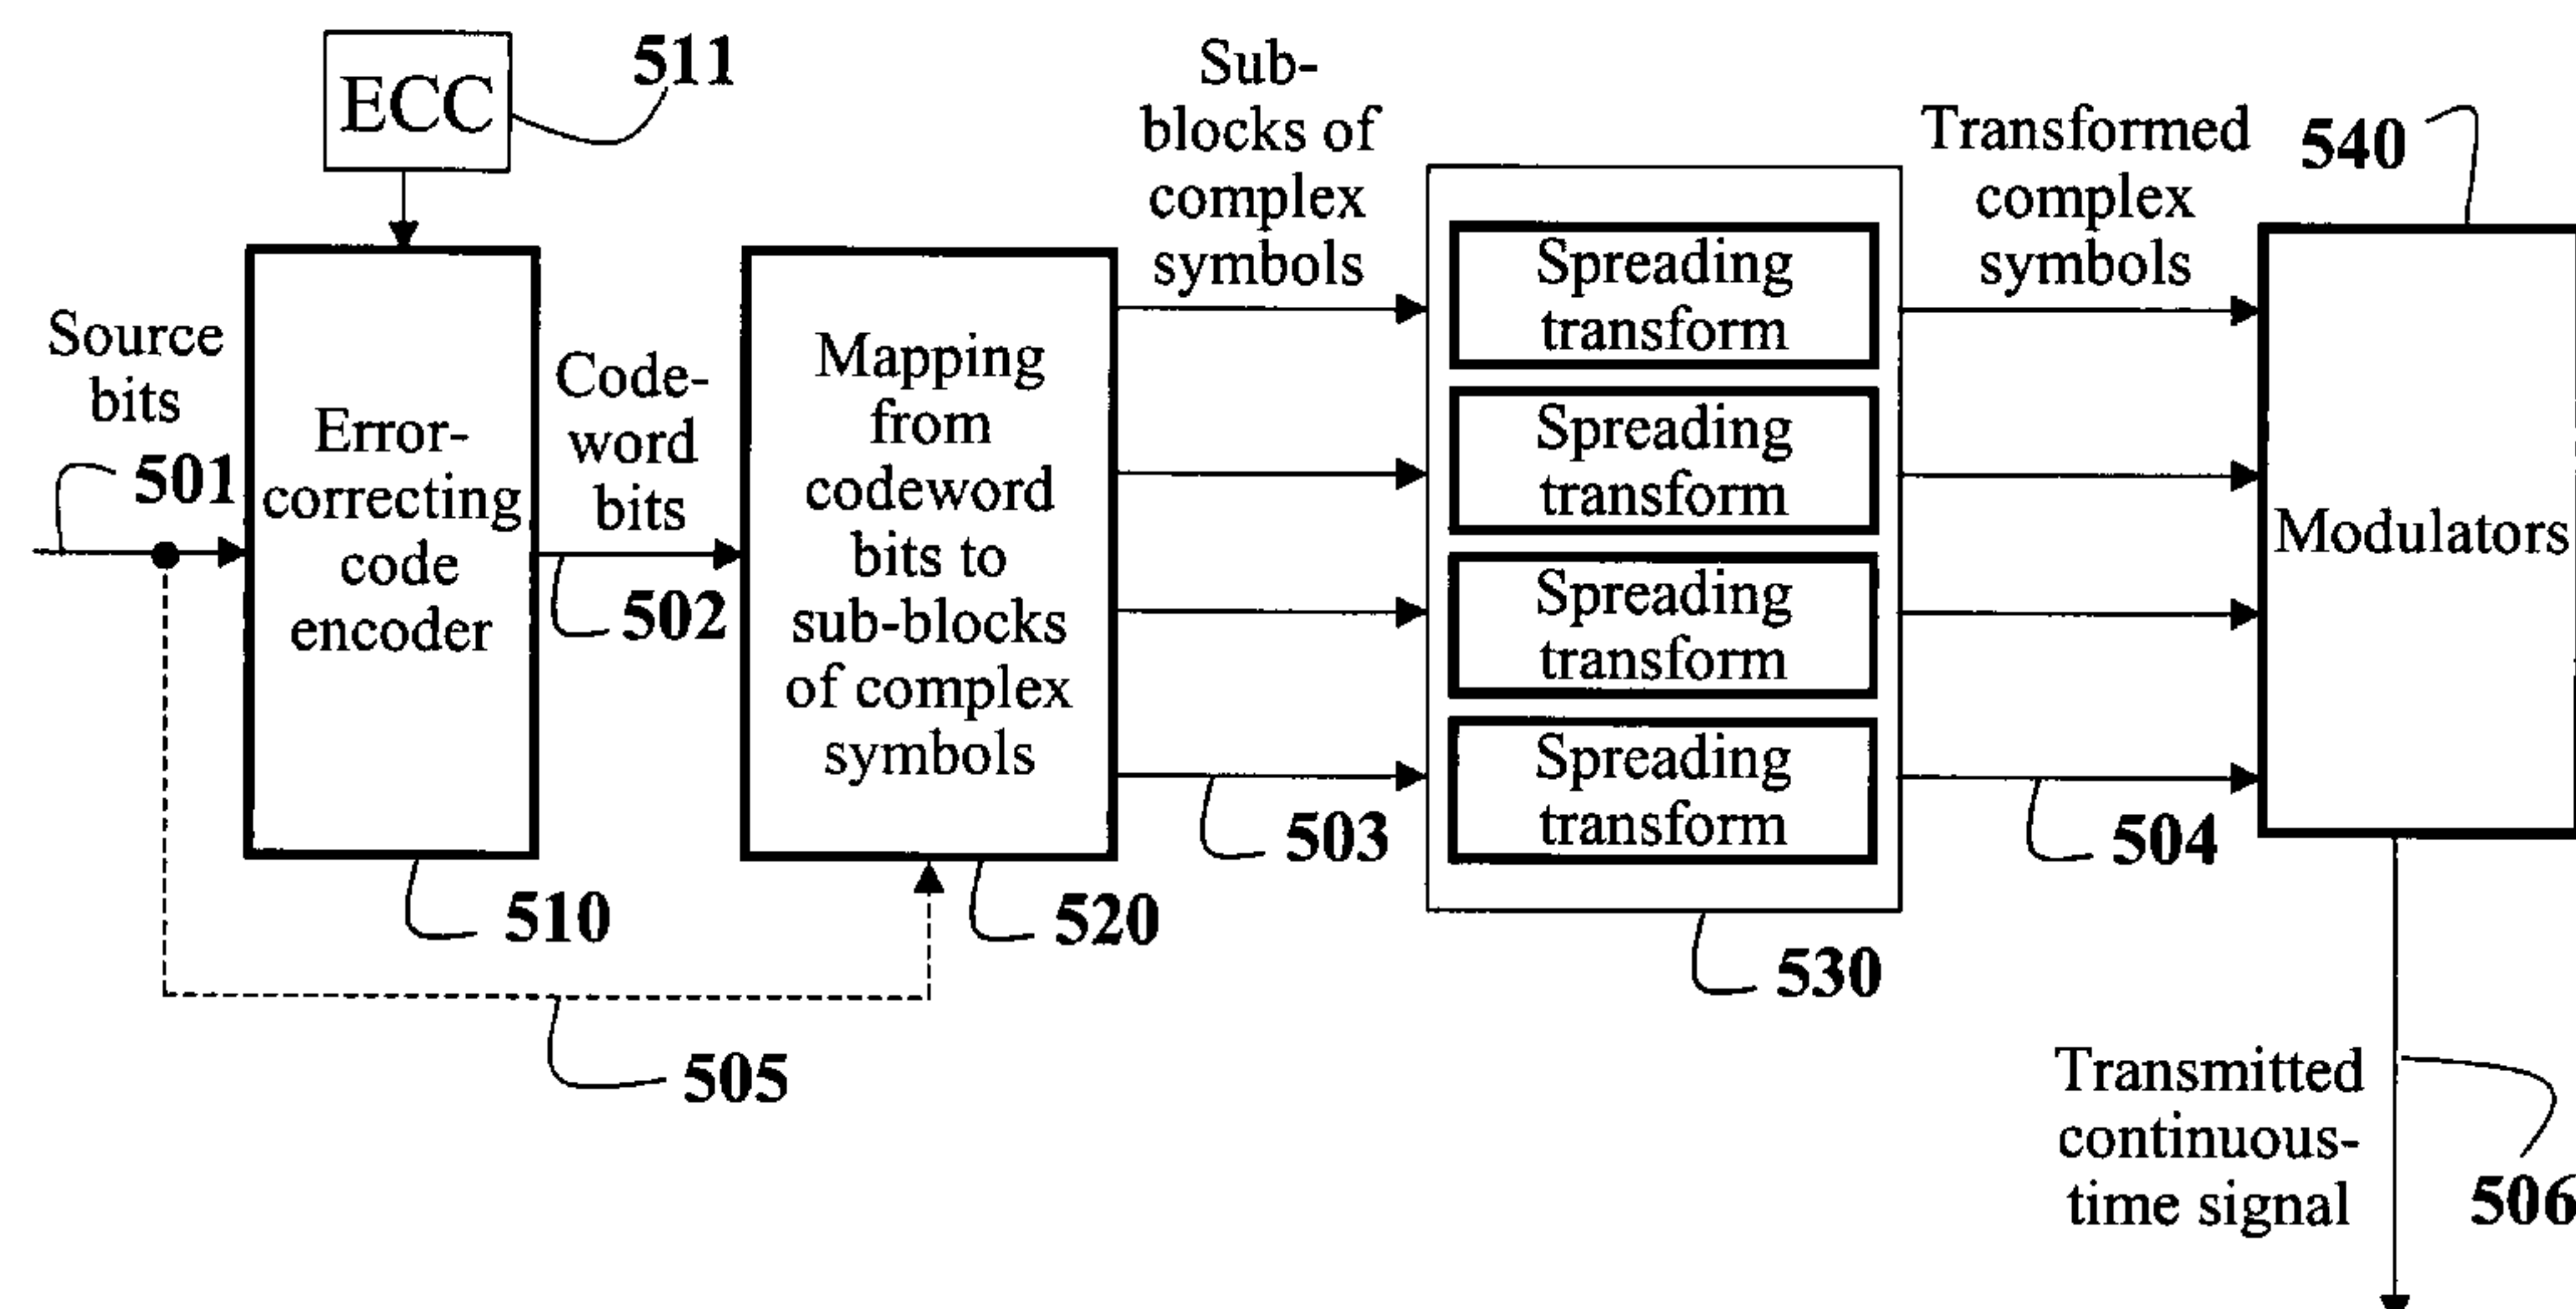 ECC
511
Source
bits
501
Error-
correcting
code
encoder
510
Code-
word
bits
502
Mapping
from
codeword
bits to
sub-blocks
of complex
symbols
520
505
Sub-
blocks of
complex
symbols
503
Spreading
transform
Spreading
transform
Spreading
transform
Spreading
transform
530
Transformed
complex
symbols
504
540
Modulators
Transmitted
continuous-
time signal
506